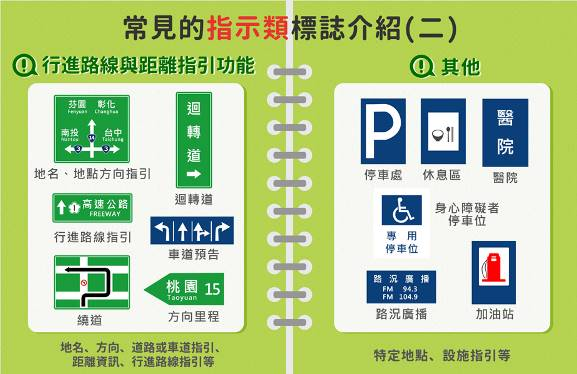 常見的指示類標誌介紹(二)
行進路線與距離指引功能
芬園 彰化
Fenyuan Changhua
南投 台中
Nantou Taichung
14
3 3
地名、地點方向指引
迴轉道
迴轉道
高速公路
1 FREEWAY
行進路線指引
車道預告
繞道
桃園 15
Taoyuan
方向里程
地名、方向、道路或車道指引、
距離資訊、行進路線指引等
其他
P
停車處
休息區
醫院
醫院
專用
停車位
身心障礙者
停車位
路況廣播
FM 94.3
FM 104.9
路況廣播
加油站
特定地點、設施指引等